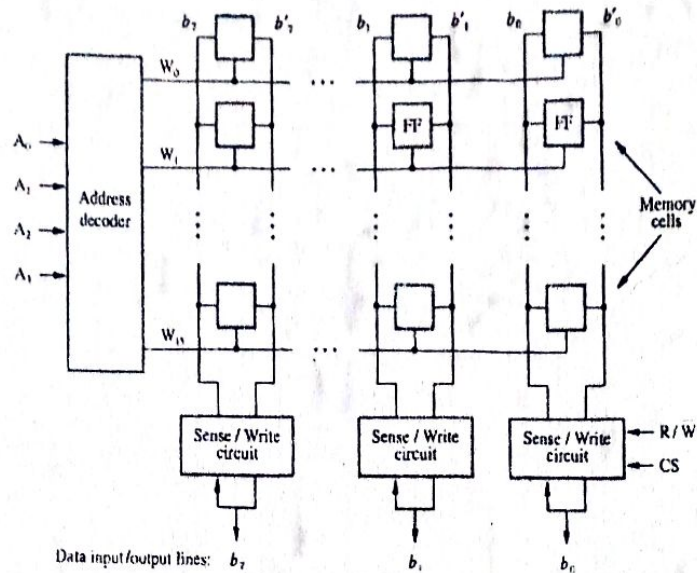 b₇ b'₇ b₁ b'₁ b₀ b'₀
W₀
FF FF
A₀
W₁
A₁
Address
decoder
Memory
cells
A₂
A₃
W₁₅
Sense / Write
circuit
Sense / Write
circuit
Sense / Write
circuit
R / W
CS
Data input/output lines: b₇ b₁ b₀